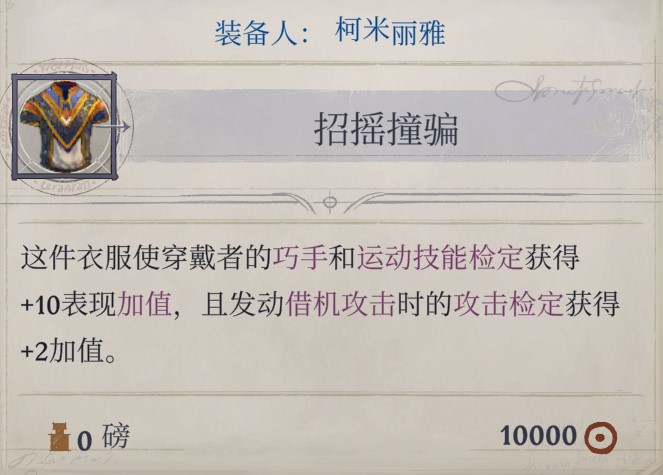 装备人： 柯米丽雅
招摇撞骗
这件衣服使穿戴者的巧手和运动技能检定获得
+10表现加值，且发动借机攻击时的攻击检定获得
+2加值。
0 磅
10000